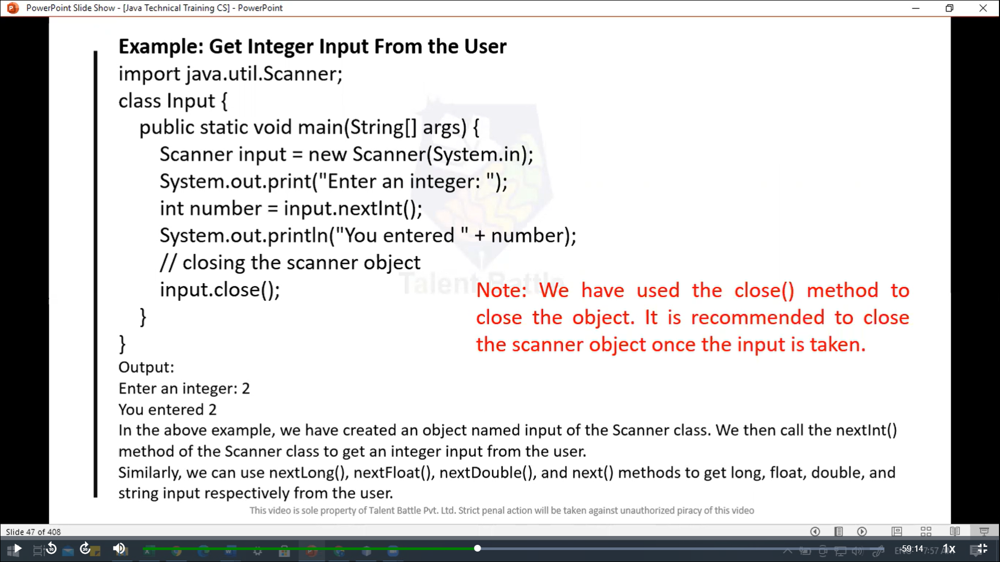 PowerPoint Slide Show - [Java Technical Training CS] - PowerPoint
Example: Get Integer Input From the User
import java.util.Scanner;
class Input {
public static void main(String[] args) {
Scanner input = new Scanner(System.in);
System.out.print("Enter an integer: ");
int number = input.nextInt();
System.out.println("You entered " + number);
// closing the scanner object
input.close();
}
}
Talent Battle
Note: We have used the close() method to
close the object. It is recommended to close
the scanner object once the input is taken.
Output:
Enter an integer: 2
You entered 2
In the above example, we have created an object named input of the Scanner class. We then call the nextInt()
method of the Scanner class to get an integer input from the user.
Similarly, we can use nextLong(), nextFloat(), nextDouble(), and next() methods to get long, float, double, and
string input respectively from the user.
This video is sole property of Talent Battle Pvt. Ltd. Strict penal action will be taken against unauthorized piracy of this video
Slide 47 of 408
10
30
-59:14
1x